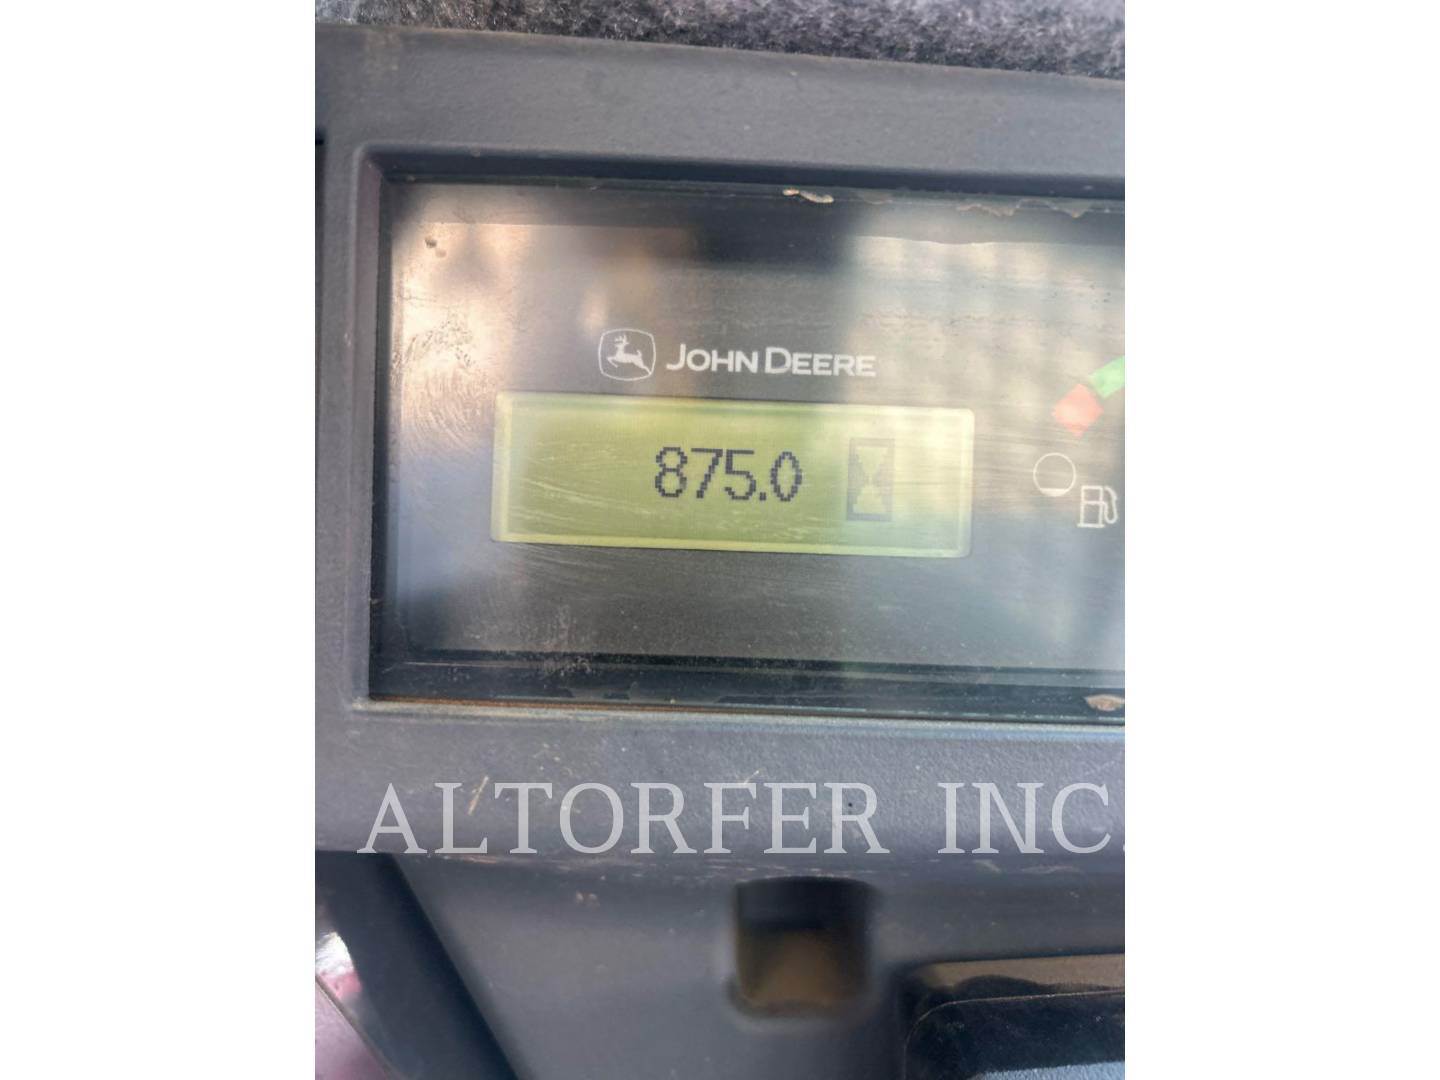 JOHN DEERE
875.0
ALTORFER INC.